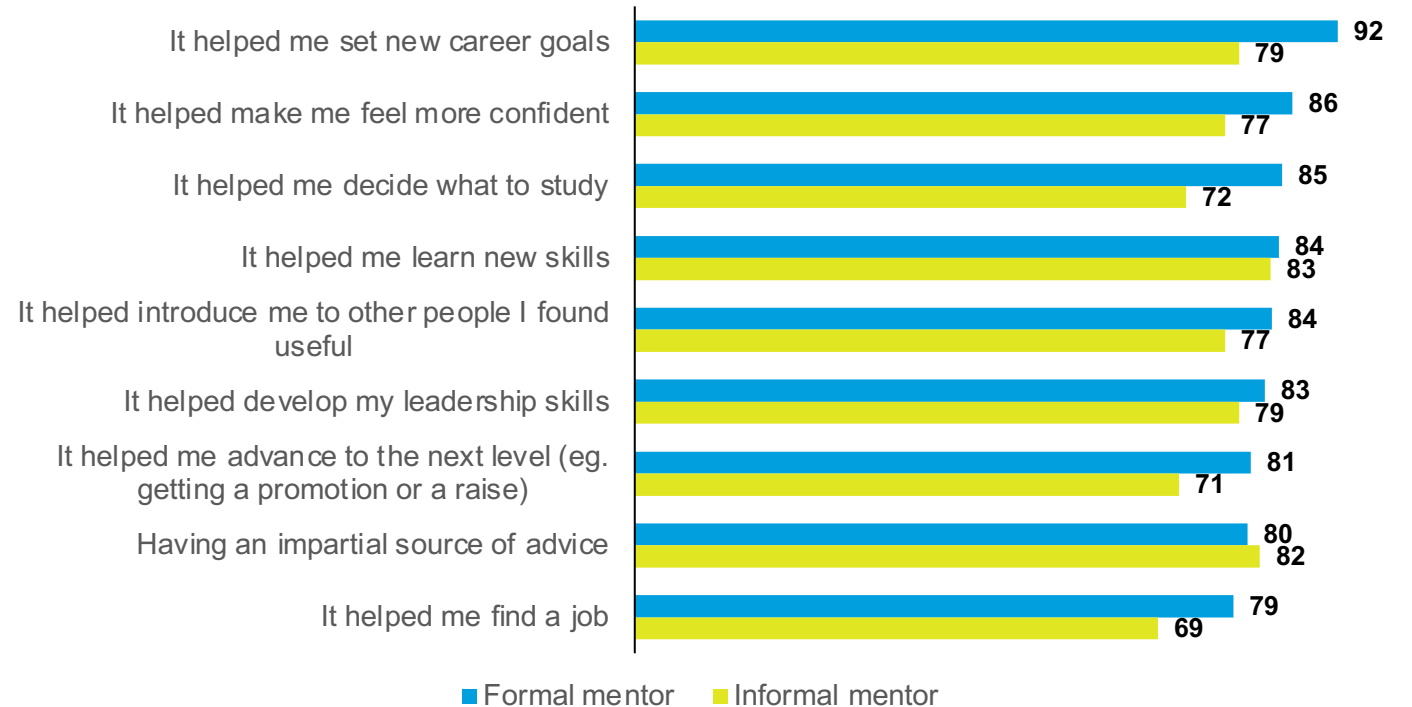 It helped me set new career goals
92
79
It helped make me feel more confident
86
77
It helped me decide what to study
85
72
It helped me learn new skills
84
83
It helped introduce me to other people I found
useful
84
77
It helped develop my leadership skills
83
79
It helped me advance to the next level (eg.
getting a promotion or a raise)
81
71
Having an impartial source of advice
80
82
It helped me find a job
79
69
Formal mentor Informal mentor